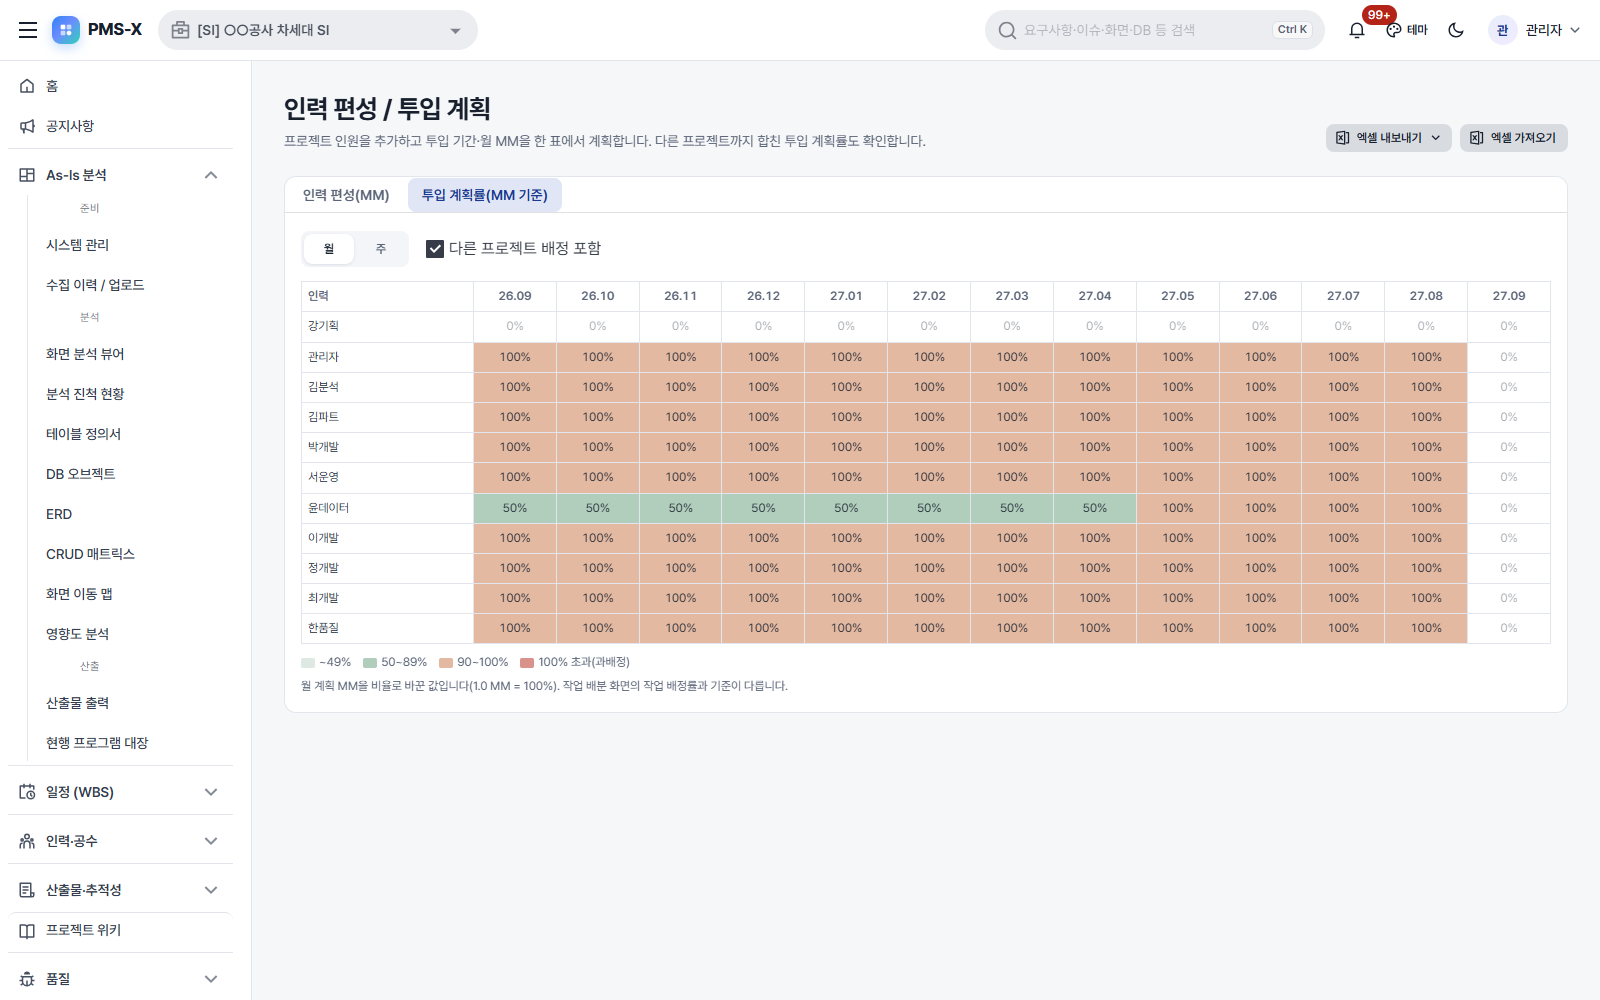 PMS-X
[SI] 〇〇공사 차세대 SI
요구사항·이슈·화면·DB 등 검색
Ctrl K
99+
테마
관
관리자
홈
공지사항
As-Is 분석
준비
시스템 관리
수집 이력 / 업로드
분석
화면 분석 뷰어
분석 진척 현황
테이블 정의서
DB 오브젝트
ERD
CRUD 매트릭스
화면 이동 맵
영향도 분석
산출
산출물 출력
현행 프로그램 대장
일정 (WBS)
인력·공수
산출물·추적성
프로젝트 위키
품질
인력 편성 / 투입 계획
프로젝트 인원을 추가하고 투입 기간·월 MM을 한 표에서 계획합니다. 다른 프로젝트까지 합친 투입 계획률도 확인합니다.
엑셀 내보내기
엑셀 가져오기
인력 편성(MM)
투입 계획률(MM 기준)
월
주
다른 프로젝트 배정 포함
인력 26.09 26.10 26.11 26.12 27.01 27.02 27.03 27.04 27.05 27.06 27.07 27.08 27.09
강기획 0% 0% 0% 0% 0% 0% 0% 0% 0% 0% 0% 0% 0%
관리자 100% 100% 100% 100% 100% 100% 100% 100% 100% 100% 100% 100% 0%
김분석 100% 100% 100% 100% 100% 100% 100% 100% 100% 100% 100% 100% 0%
김파트 100% 100% 100% 100% 100% 100% 100% 100% 100% 100% 100% 100% 0%
박개발 100% 100% 100% 100% 100% 100% 100% 100% 100% 100% 100% 100% 0%
서운영 100% 100% 100% 100% 100% 100% 100% 100% 100% 100% 100% 100% 0%
윤데이터 50% 50% 50% 50% 50% 50% 50% 50% 100% 100% 100% 100% 0%
이개발 100% 100% 100% 100% 100% 100% 100% 100% 100% 100% 100% 100% 0%
정개발 100% 100% 100% 100% 100% 100% 100% 100% 100% 100% 100% 100% 0%
최개발 100% 100% 100% 100% 100% 100% 100% 100% 100% 100% 100% 100% 0%
한품질 100% 100% 100% 100% 100% 100% 100% 100% 100% 100% 100% 100% 0%
~49% 50~89% 90~100% 100% 초과(과배정)
월 계획 MM을 비율로 바꾼 값입니다(1.0 MM = 100%). 작업 배분 화면의 작업 배정률과 기준이 다릅니다.